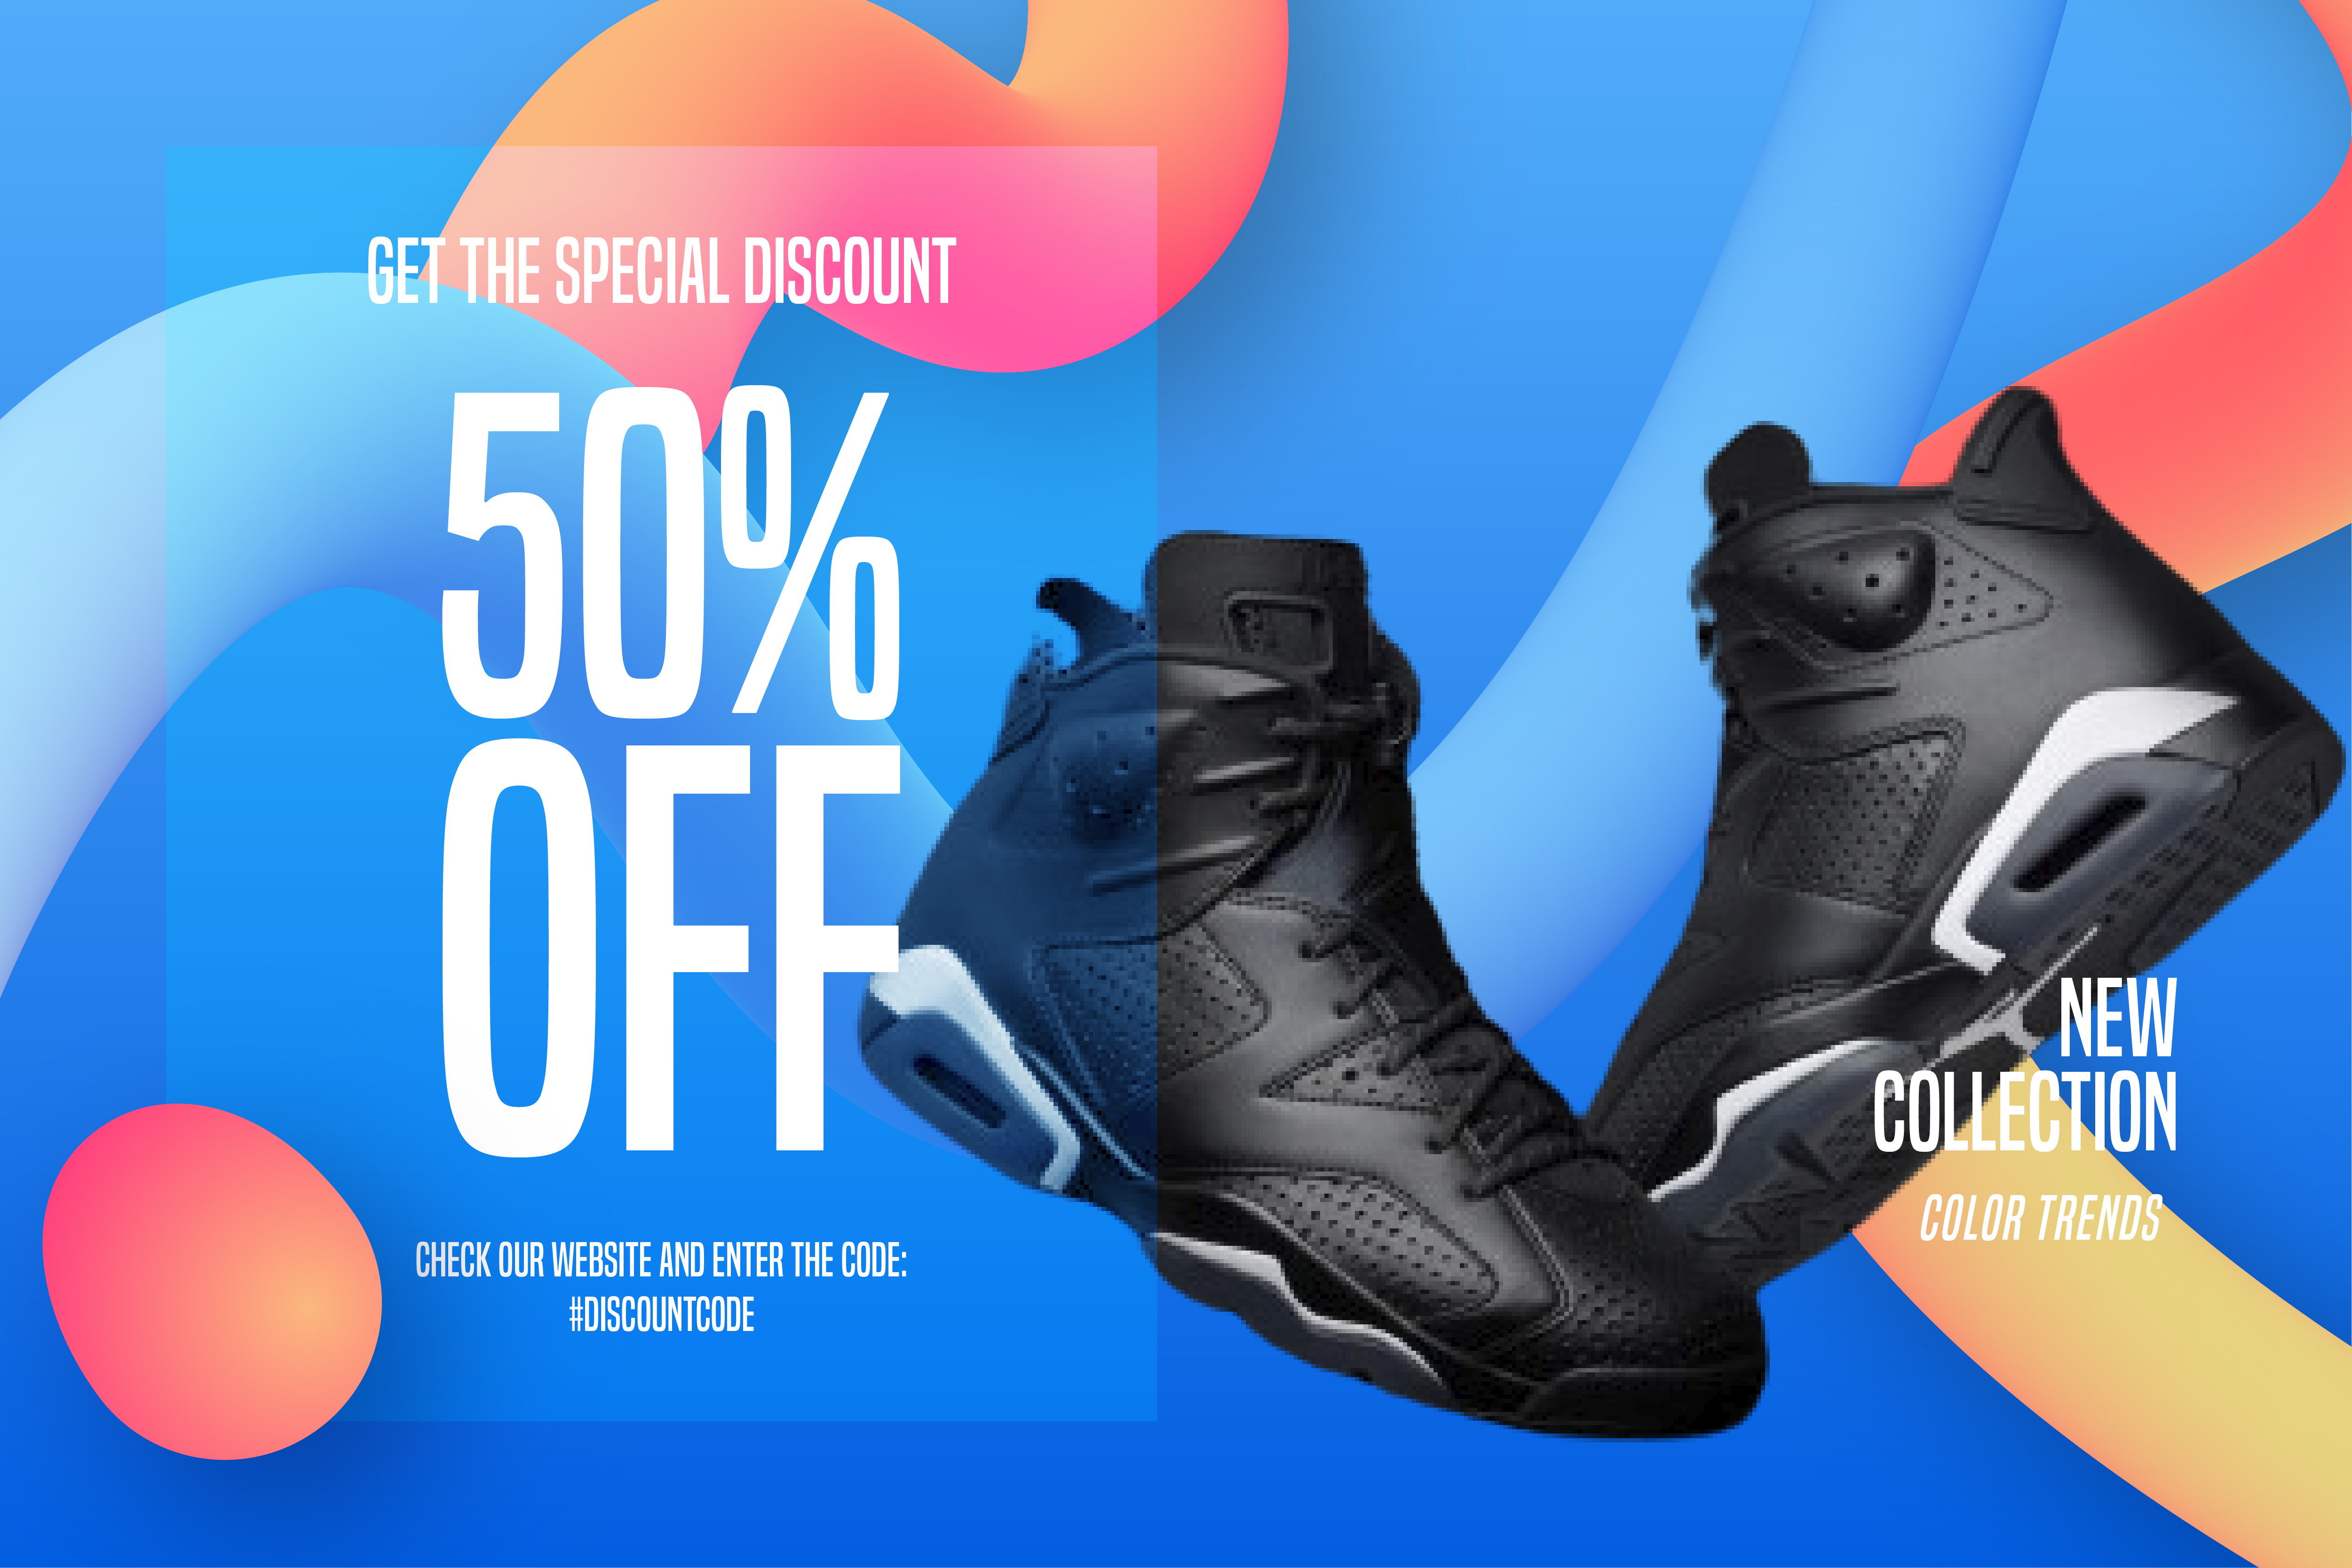 GET THE SPECIAL DISCOUNT
50%
OFF
CHECK OUR WEBSITE AND ENTER THE CODE:
#DISCOUNTCODE
NEW
COLLECTION
COLOR TRENDS